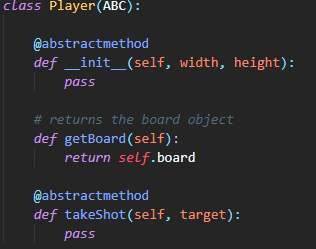 class Player(ABC):
@abstractmethod
def __init__(self, width, height):
pass
# returns the board object
def getBoard(self):
return self.board
@abstractmethod
def takeShot(self, target):
pass